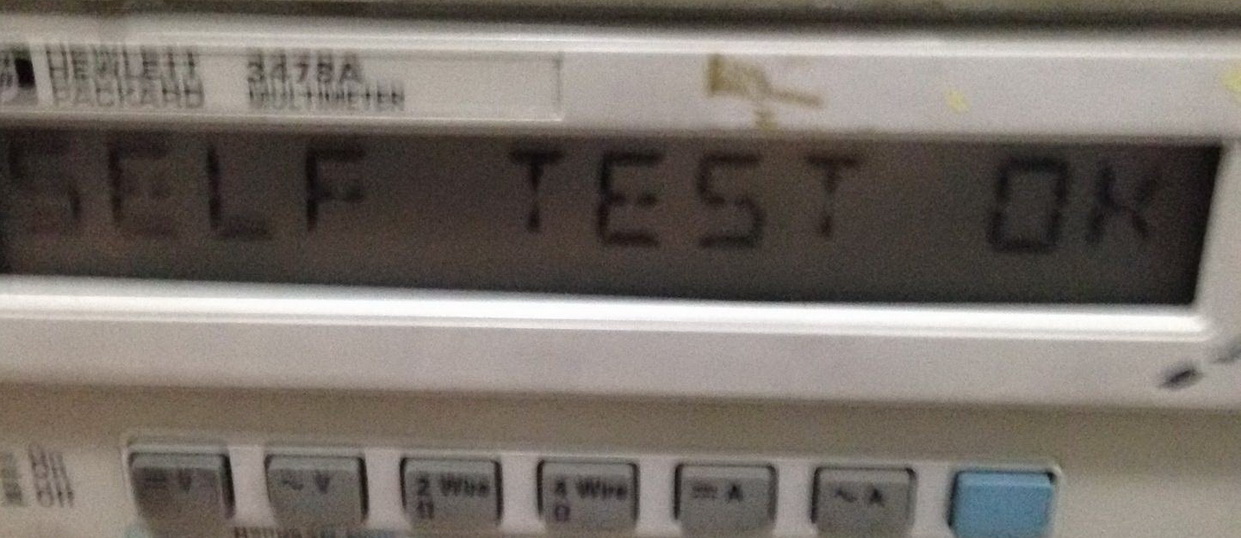 HEWLETT
PACKARD
3478A
MULTIMETER
SELF TEST OK
⎓ V
~ V
2 Wire
Ω
4 Wire
Ω
⎓ A
~ A